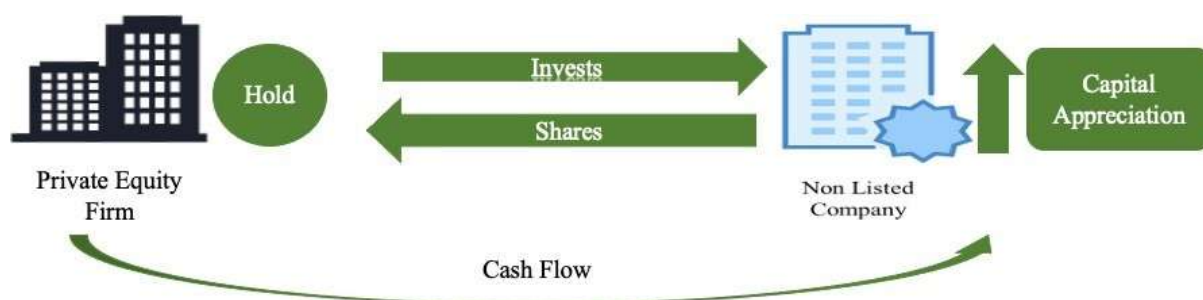 Hold
Invests
Shares
Capital
Appreciation
Private Equity
Firm
Non Listed
Company
Cash Flow